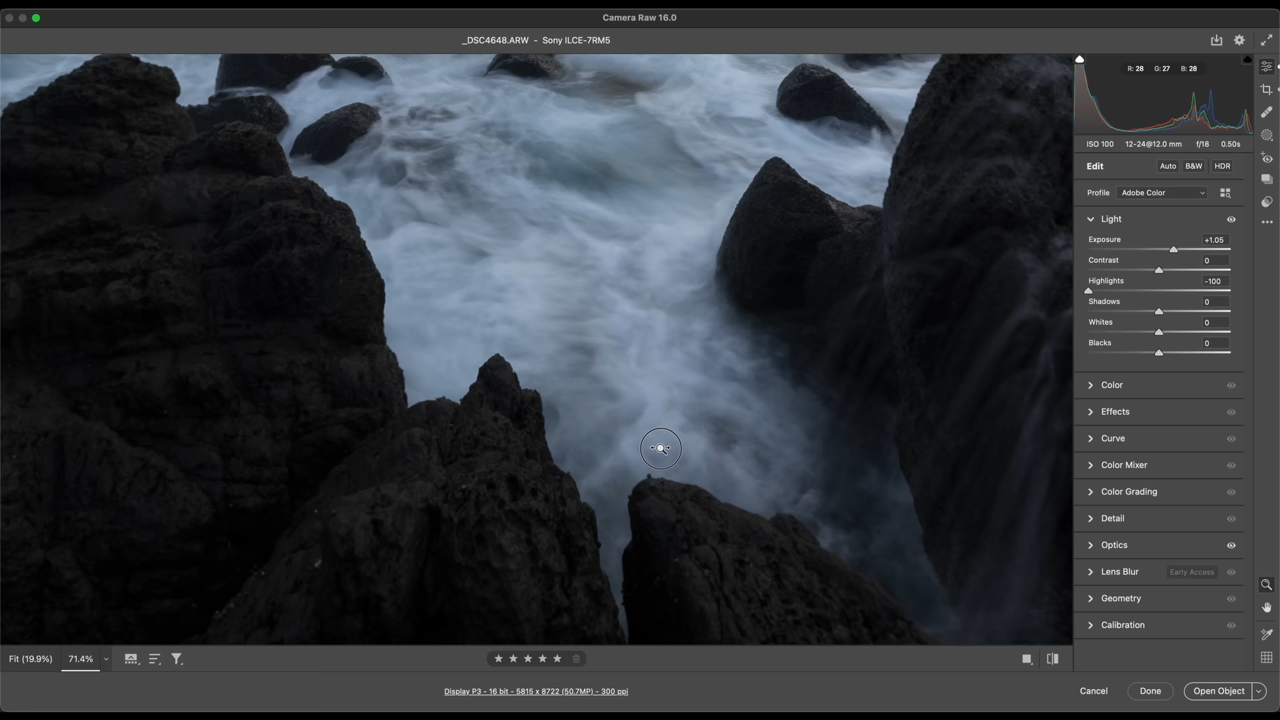 Camera Raw 16.0
_DSC4648.ARW - Sony ILCE-7RM5
R: 28 G: 27 B: 28
ISO 100 12-24@12.0 mm f/18 0.50s
Edit Auto B&W HDR
Profile Adobe Color
Light
Exposure +1.05
Contrast 0
Highlights -100
Shadows 0
Whites 0
Blacks 0
Color
Effects
Curve
Color Mixer
Color Grading
Detail
Optics
Lens Blur Early Access
Geometry
Calibration
Fit (19.9%) 71.4%
Display P3 - 16 bit - 5815 x 8722 (50.7MP) - 300 ppi
Cancel Done Open Object